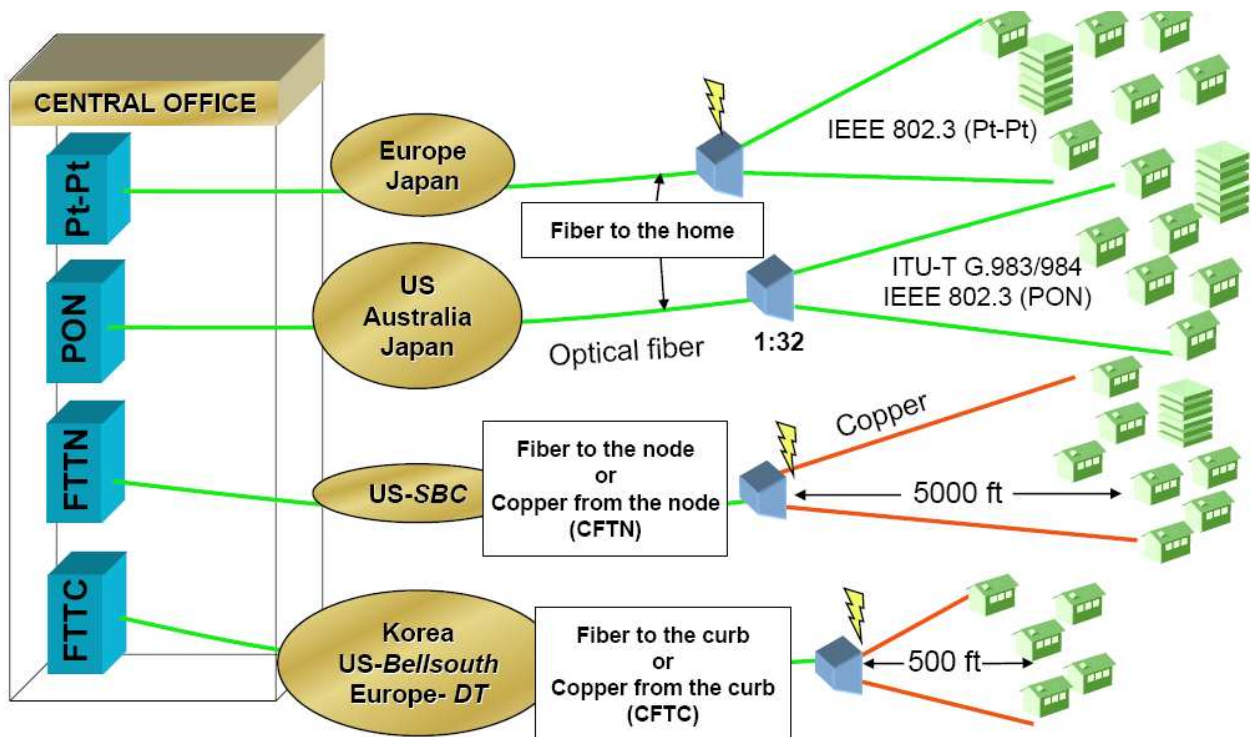 CENTRAL OFFICE
Pt-Pt
Europe
Japan
IEEE 802.3 (Pt-Pt)
Fiber to the home
PON
US
Australia
Japan
Optical fiber
1:32
ITU-T G.983/984
IEEE 802.3 (PON)
FTTN
US-SBC
Fiber to the node
or
Copper from the node
(CFTN)
Copper
5000 ft
FTTC
Korea
US-Bellsouth
Europe- DT
Fiber to the curb
or
Copper from the curb
(CFTC)
500 ft